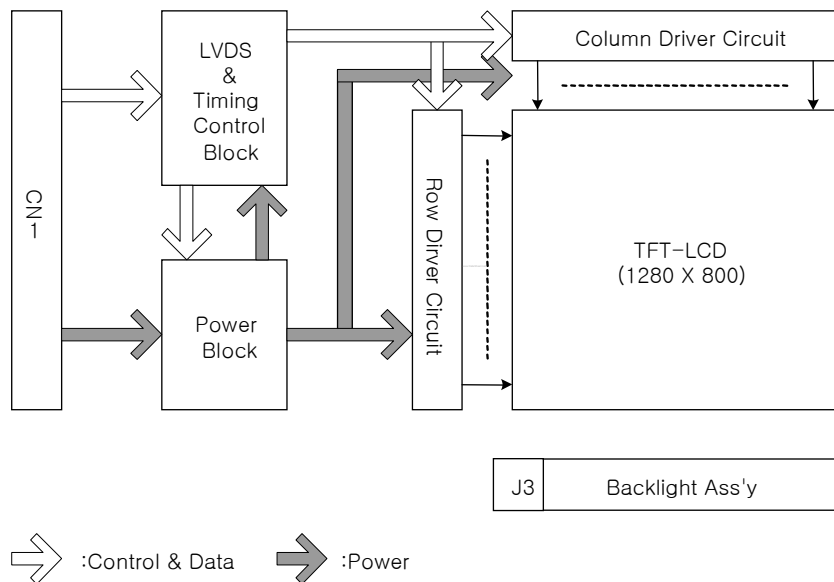 LVDS
&
Timing
Control
Block
Column Driver Circuit
CN1
Row Dirver Circuit
TFT-LCD
(1280 X 800)
Power
Block
J3
Backlight Ass'y
:Control & Data
:Power